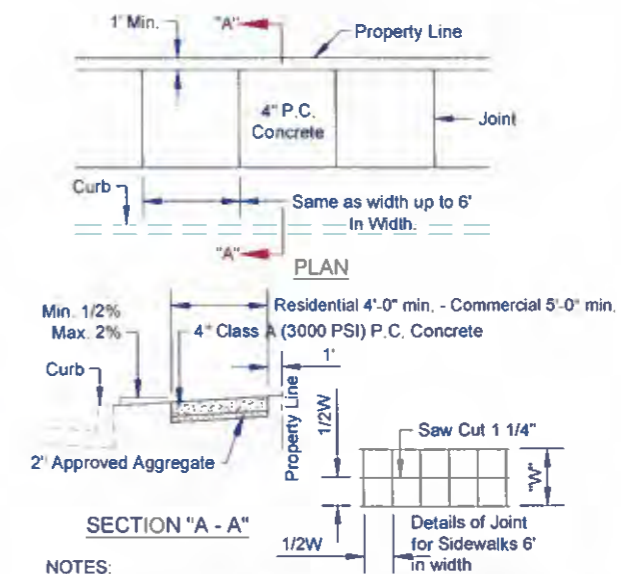 1' Min.
"A"
Property Line
4" P.C.
Concrete
Joint
Curb
Same as width up to 6'
In Width.
"A"
PLAN
Min. 1/2%
Max. 2%
Residential 4'-0" min. - Commercial 5'-0" min.
4" Class A (3000 PSI) P.C. Concrete
Curb
1'
Property Line
1/2W
Saw Cut 1 1/4"
"W"
2" Approved Aggregate
SECTION "A - A"
1/2W
Details of Joint
for Sidewalks 6'
in width
NOTES: